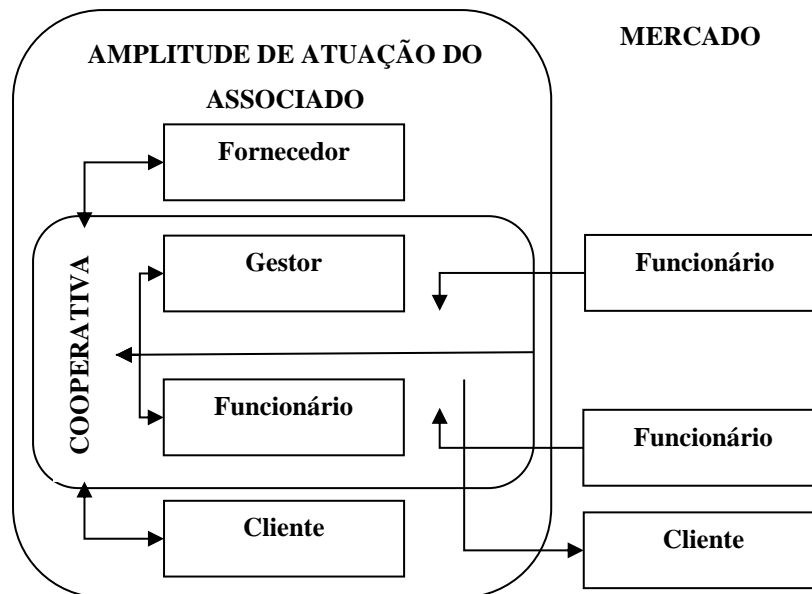 AMPLITUDE DE ATUAÇÃO DO
ASSOCIADO
MERCADO
Fornecedor
COOPERATIVA
Gestor
Funcionário
Funcionário
Funcionário
Cliente
Cliente